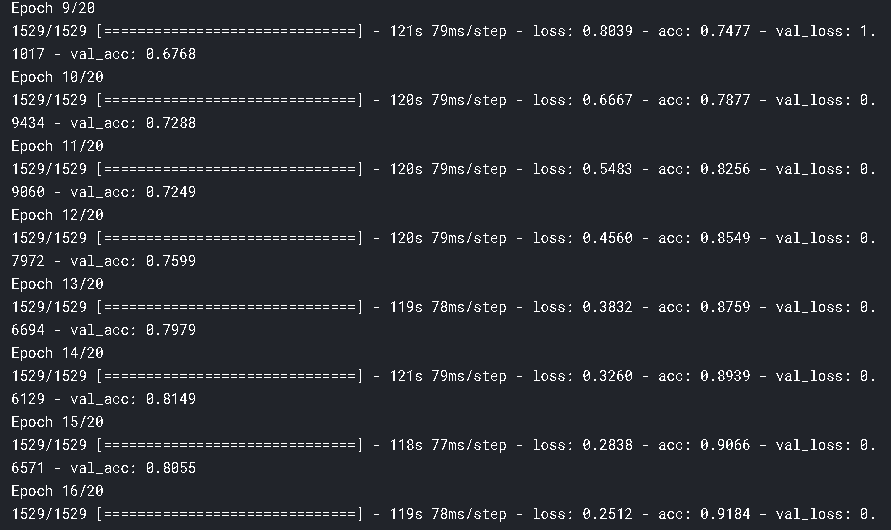 Epoch 9/20
1529/1529 [==============================] - 121s 79ms/step - loss: 0.8039 - acc: 0.7477 - val_loss: 1.
1017 - val_acc: 0.6768
Epoch 10/20
1529/1529 [==============================] - 120s 79ms/step - loss: 0.6667 - acc: 0.7877 - val_loss: 0.
9434 - val_acc: 0.7288
Epoch 11/20
1529/1529 [==============================] - 120s 79ms/step - loss: 0.5483 - acc: 0.8256 - val_loss: 0.
9060 - val_acc: 0.7249
Epoch 12/20
1529/1529 [==============================] - 120s 79ms/step - loss: 0.4560 - acc: 0.8549 - val_loss: 0.
7972 - val_acc: 0.7599
Epoch 13/20
1529/1529 [==============================] - 119s 78ms/step - loss: 0.3832 - acc: 0.8759 - val_loss: 0.
6694 - val_acc: 0.7979
Epoch 14/20
1529/1529 [==============================] - 121s 79ms/step - loss: 0.3260 - acc: 0.8939 - val_loss: 0.
6129 - val_acc: 0.8149
Epoch 15/20
1529/1529 [==============================] - 118s 77ms/step - loss: 0.2838 - acc: 0.9066 - val_loss: 0.
6571 - val_acc: 0.8055
Epoch 16/20
1529/1529 [==============================] - 119s 78ms/step - loss: 0.2512 - acc: 0.9184 - val_loss: 0.